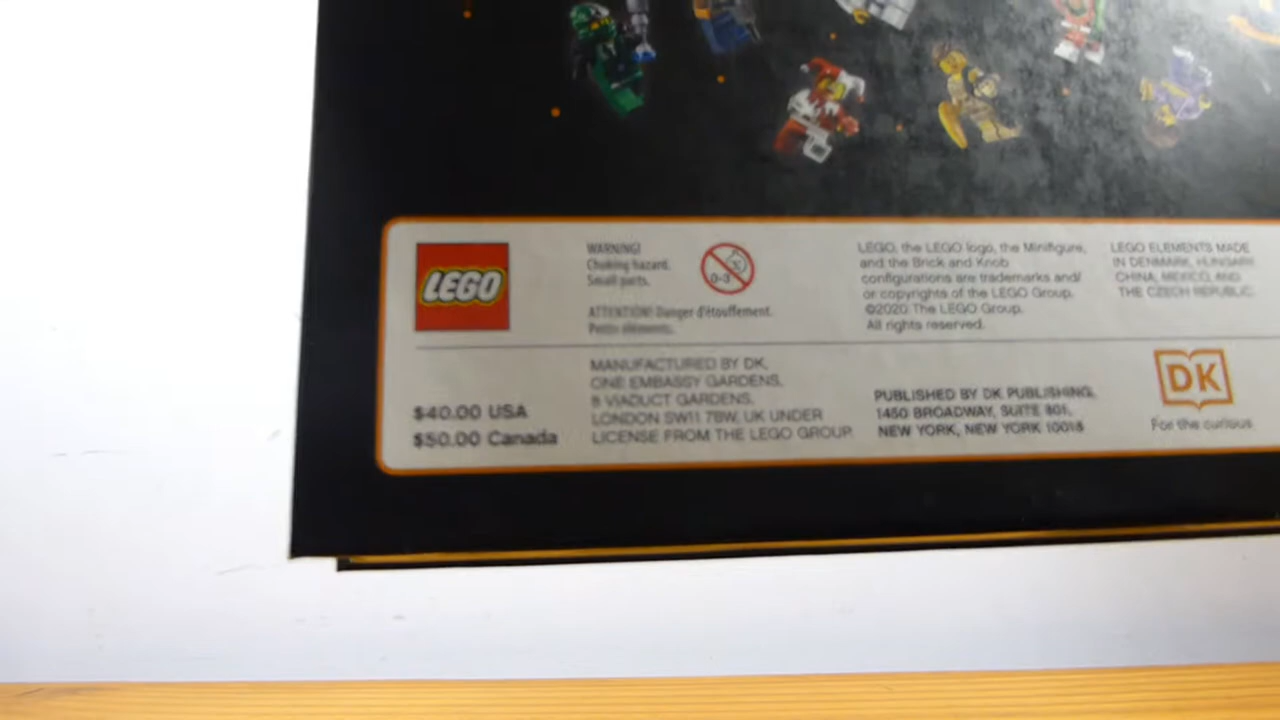 LEGO
WARNING!
Choking hazard.
Small parts.
ATTENTION! Danger d'étouffement.
Petits éléments.
0-3
LEGO, the LEGO logo, the Minifigure,
and the Brick and Knob
configurations are trademarks and/
or copyrights of the LEGO Group.
©2020 The LEGO Group.
All rights reserved.
LEGO ELEMENTS MADE
IN DENMARK, HUNGARY,
CHINA, MEXICO, AND
THE CZECH REPUBLIC.
$40.00 USA
$50.00 Canada
MANUFACTURED BY DK,
ONE EMBASSY GARDENS,
8 VIADUCT GARDENS,
LONDON SW11 7BW, UK UNDER
LICENSE FROM THE LEGO GROUP.
PUBLISHED BY DK PUBLISHING,
1450 BROADWAY, SUITE 801,
NEW YORK, NEW YORK 10018
DK
For the curious